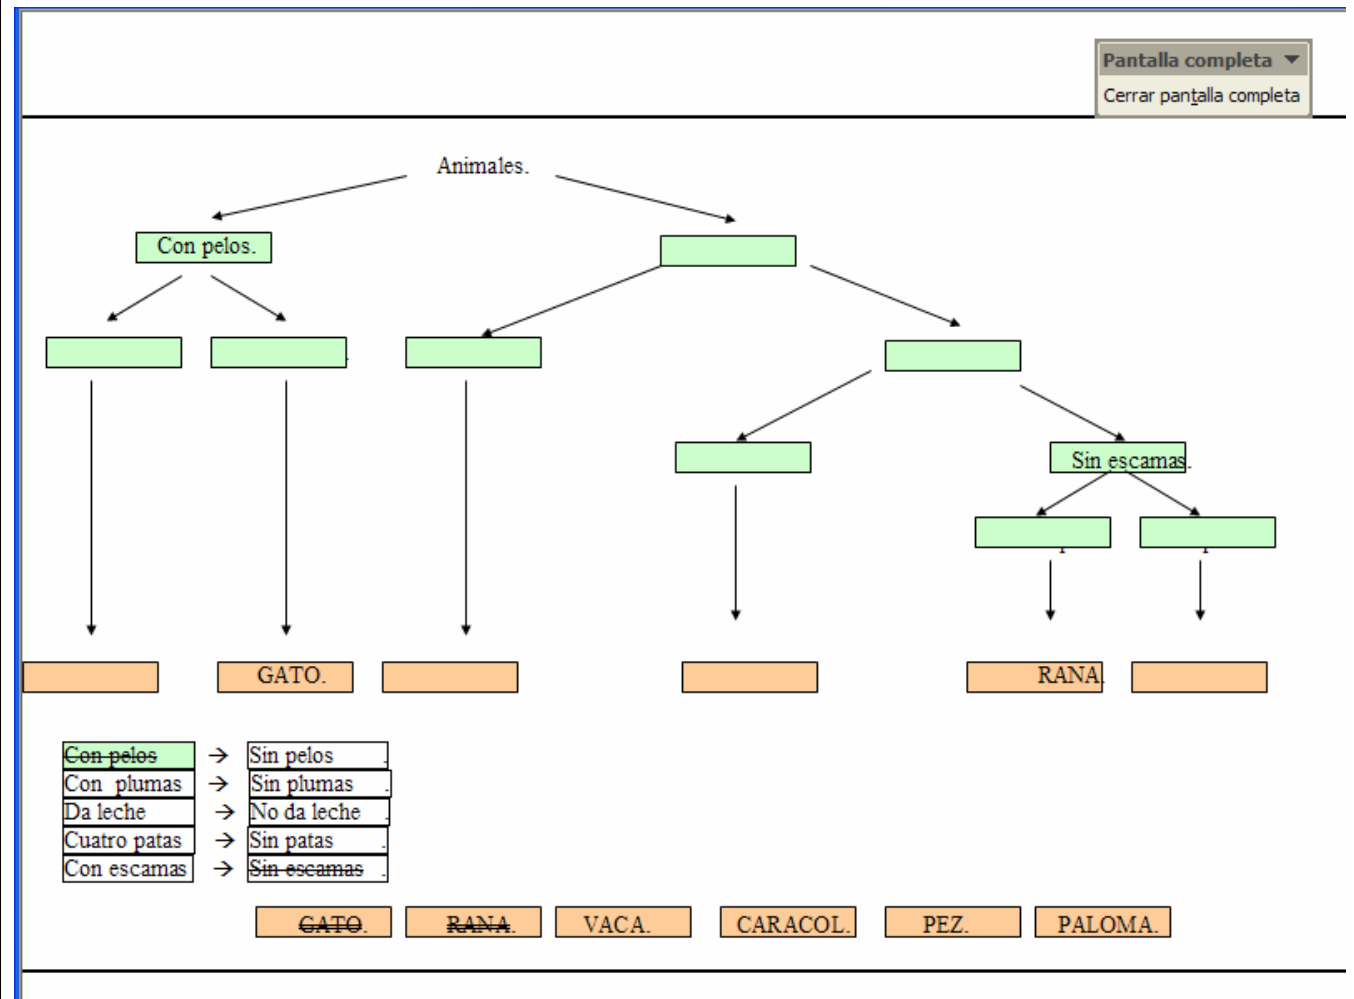 Pantalla completa
Cerrar pantalla completa
Animales.
Con pelos.
Sin escamas.
GATO.
RANA.
Con pelos → Sin pelos .
Con plumas → Sin plumas .
Da leche → No da leche .
Cuatro patas → Sin patas .
Con escamas → Sin escamas .
GATO. RANA. VACA. CARACOL. PEZ. PALOMA.